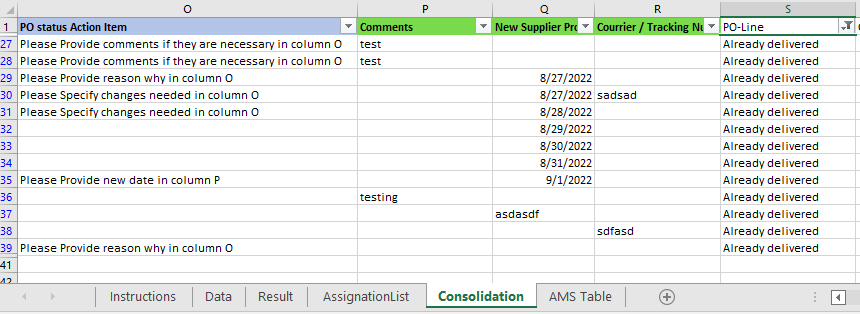 O P Q R S
1 PO status Action Item Comments New Supplier Pro Courrier / Tracking Nu PO-Line
27 Please Provide comments if they are necessary in column O test Already delivered
28 Please Provide comments if they are necessary in column O test Already delivered
29 Please Provide reason why in column O 8/27/2022 Already delivered
30 Please Specify changes needed in column O 8/27/2022 sadsad Already delivered
31 Please Specify changes needed in column O 8/28/2022 Already delivered
32 8/29/2022 Already delivered
33 8/30/2022 Already delivered
34 8/31/2022 Already delivered
35 Please Provide new date in column P 9/1/2022 Already delivered
36 testing Already delivered
37 asdasdf Already delivered
38 sdfasd Already delivered
39 Please Provide reason why in column O Already delivered
41
42
Instructions Data Result AssignationList Consolidation AMS Table